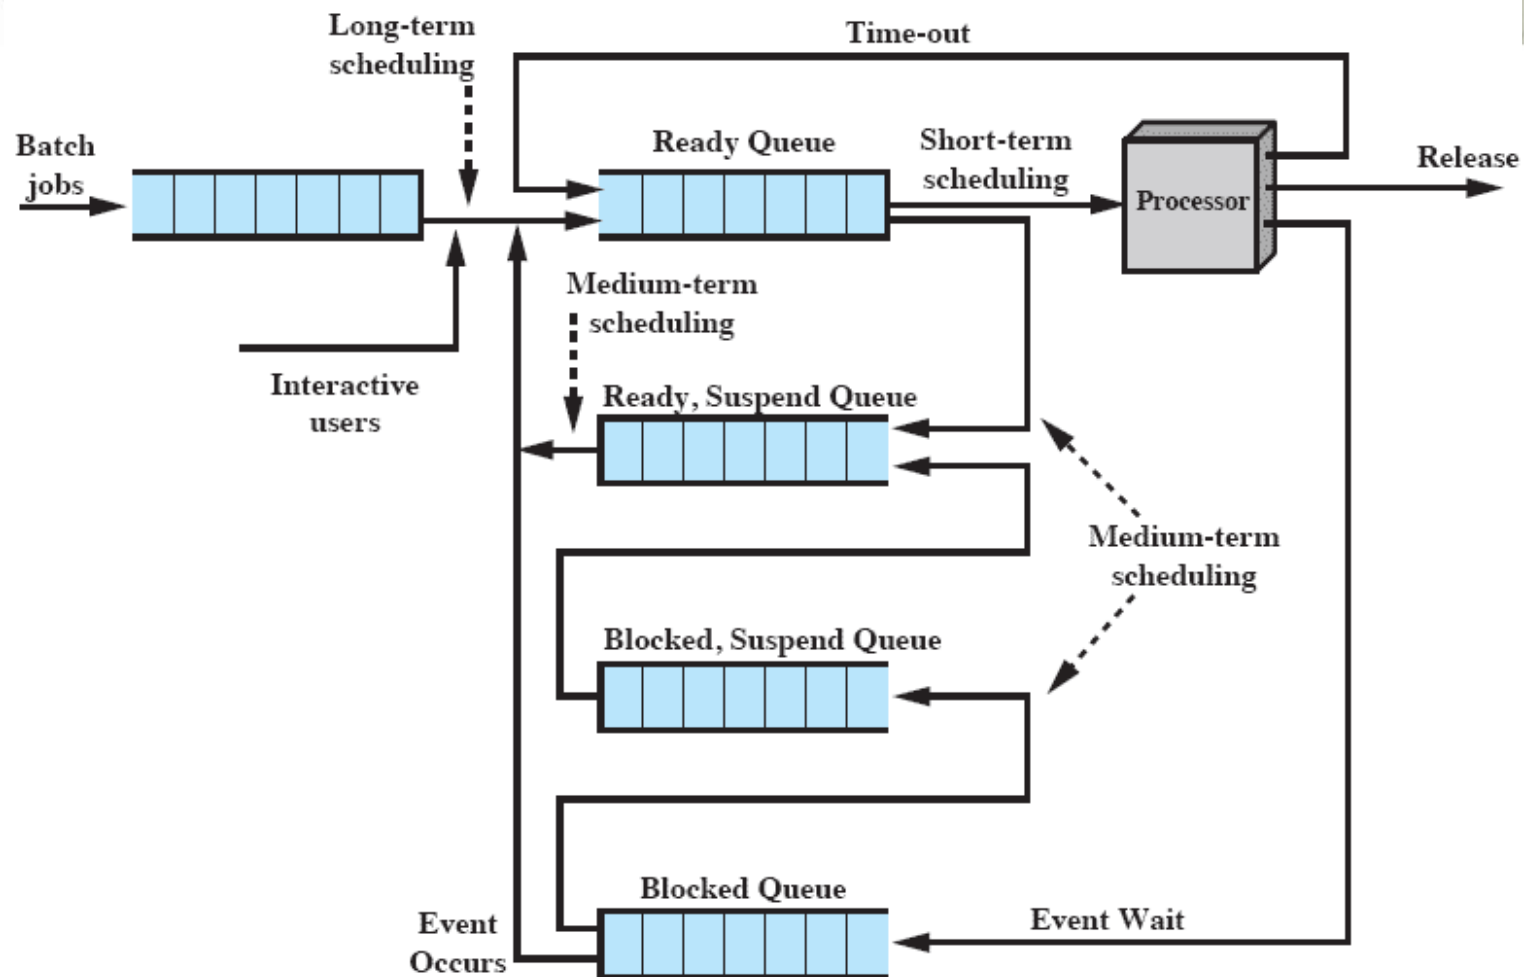 Long-term
scheduling
Time-out
Batch
jobs
Ready Queue
Short-term
scheduling
Processor
Release
Medium-term
scheduling
Interactive
users
Ready, Suspend Queue
Medium-term
scheduling
Blocked, Suspend Queue
Blocked Queue
Event
Occurs
Event Wait